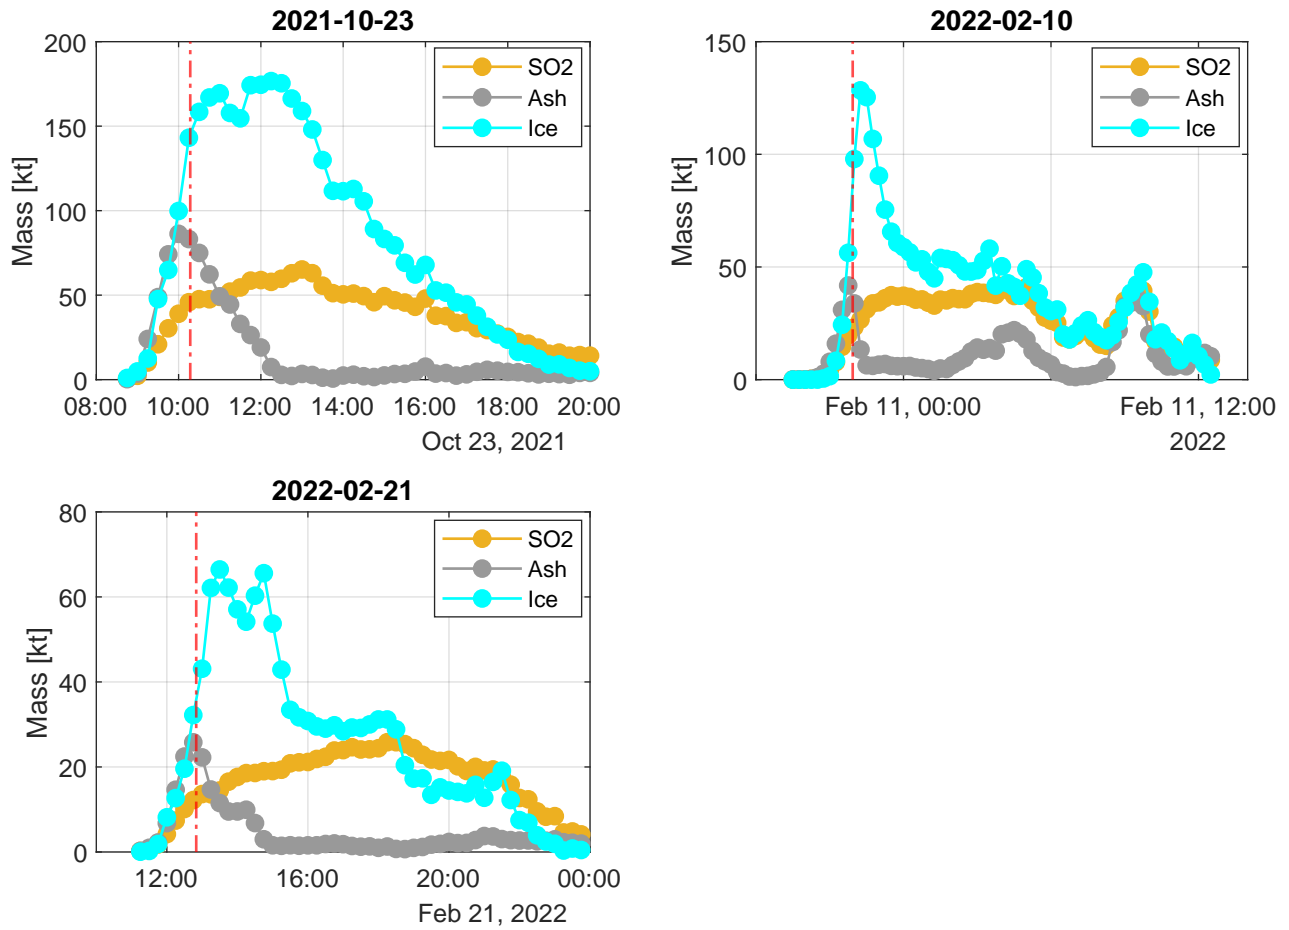 2021-10-23
Mass [kt]
200
150
100
50
0
08:00 10:00 12:00 14:00 16:00 18:00 20:00
Oct 23, 2021
SO2
Ash
Ice
2022-02-10
Mass [kt]
150
100
50
0
Feb 11, 00:00 Feb 11, 12:00
2022
SO2
Ash
Ice
2022-02-21
Mass [kt]
80
60
40
20
0
12:00 16:00 20:00 00:00
Feb 21, 2022
SO2
Ash
Ice